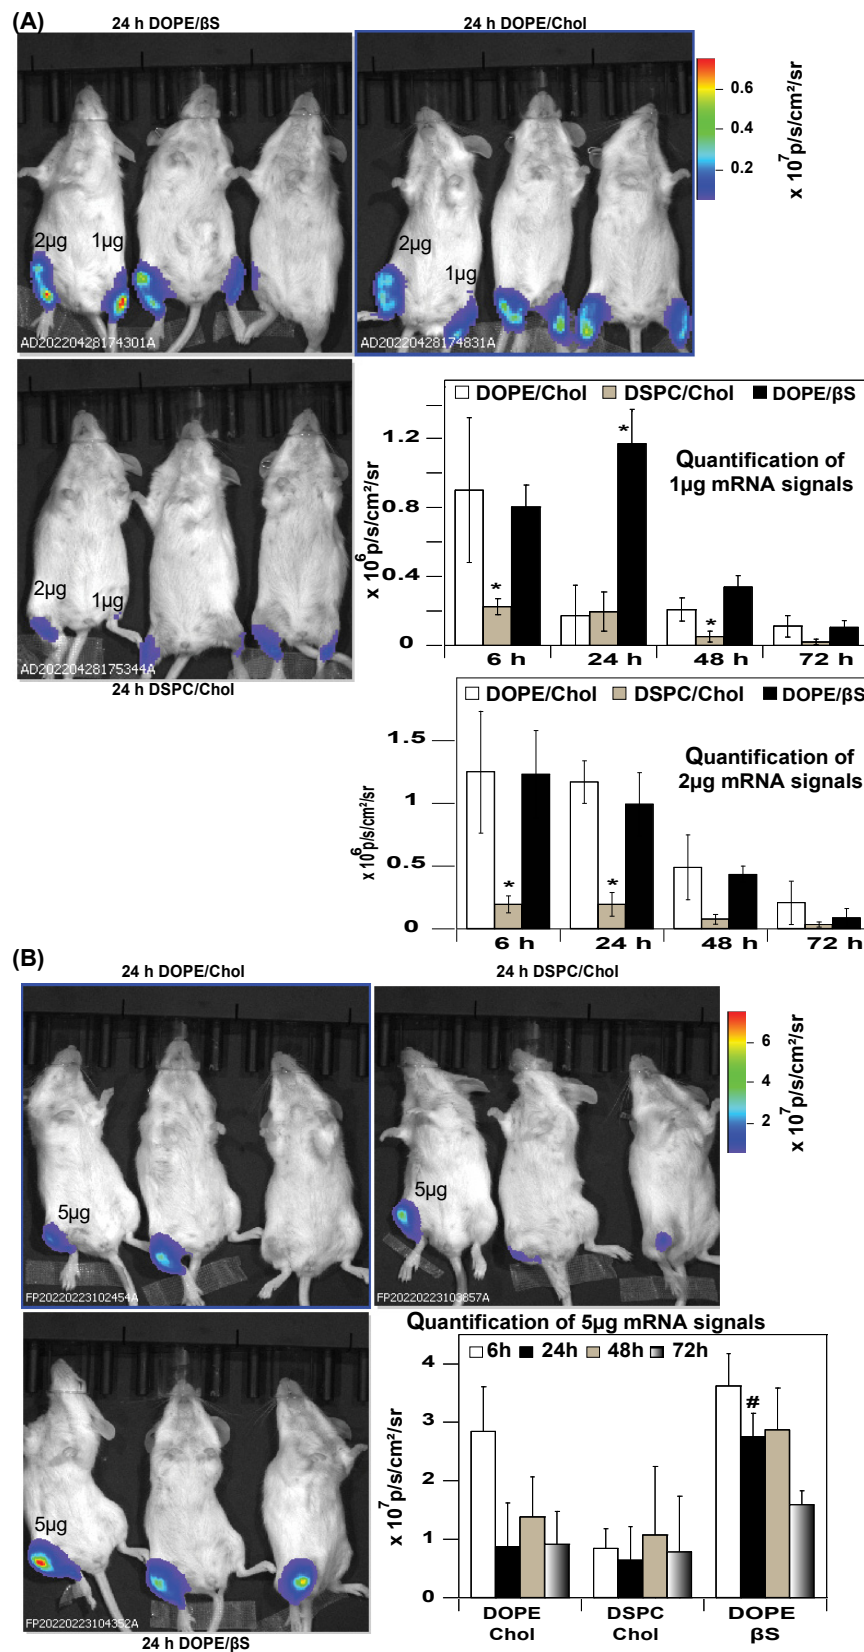 (A)
24 h DOPE/βS
24 h DOPE/Chol
0.6
0.4
0.2
x 10⁷p/s/cm²/sr
2µg
1µg
2µg
1µg
AD20220428174301A
AD20220428174831A
2µg
1µg
AD20220428175344A
24 h DSPC/Chol
DOPE/Chol DSPC/Chol DOPE/βS
Quantification of
1µg mRNA signals
x 10⁶p/s/cm²/sr
1.2
0.8
0.4
0
*
*
*
6 h 24 h 48 h 72 h
DOPE/Chol DSPC/Chol DOPE/βS
Quantification of
2µg mRNA signals
x 10⁶p/s/cm²/sr
1.5
1
0.5
0
*
*
6 h 24 h 48 h 72 h
(B)
24 h DOPE/Chol
24 h DSPC/Chol
6
4
2
x 10⁷p/s/cm²/sr
5µg
5µg
FP20220223102454A
FP20220223103857A
Quantification of 5µg mRNA signals
6h 24h 48h 72h
x 10⁷p/s/cm²/sr
4
3
2
1
0
#
DOPE
Chol
DSPC
Chol
DOPE
βS
5µg
FP20220223104352A
24 h DOPE/βS